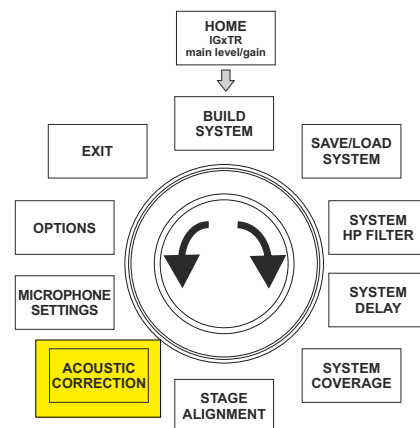 HOME
IGxTR
main level/gain
BUILD
SYSTEM
EXIT
SAVE/LOAD
SYSTEM
OPTIONS
SYSTEM
HP FILTER
MICROPHONE
SETTINGS
SYSTEM
DELAY
ACOUSTIC
CORRECTION
SYSTEM
COVERAGE
STAGE
ALIGNMENT